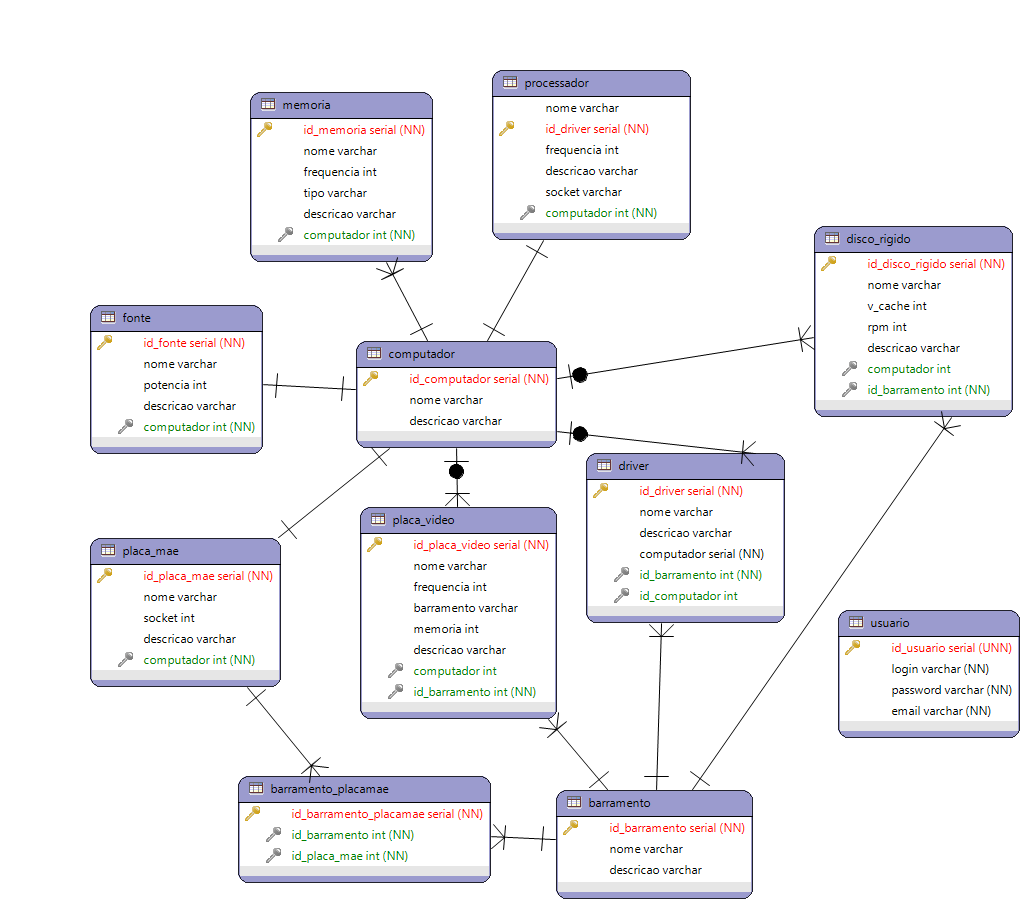 processador
nome varchar
id_driver serial (NN)
frequencia int
descricao varchar
socket varchar
computador int (NN)
memoria
id_memoria serial (NN)
nome varchar
frequencia int
tipo varchar
descricao varchar
computador int (NN)
disco_rigido
id_disco_rigido serial (NN)
nome varchar
v_cache int
rpm int
descricao varchar
computador int
id_barramento int (NN)
fonte
id_fonte serial (NN)
nome varchar
potencia int
descricao varchar
computador int (NN)
computador
id_computador serial (NN)
nome varchar
descricao varchar
driver
id_driver serial (NN)
nome varchar
descricao varchar
computador serial (NN)
id_barramento int (NN)
id_computador int
placa_video
id_placa_video serial (NN)
nome varchar
frequencia int
barramento varchar
memoria int
descricao varchar
computador int
id_barramento int (NN)
placa_mae
id_placa_mae serial (NN)
nome varchar
socket int
descricao varchar
computador int (NN)
usuario
id_usuario serial (UNN)
login varchar (NN)
password varchar (NN)
email varchar (NN)
barramento_placamae
id_barramento_placamae serial (NN)
id_barramento int (NN)
id_placa_mae int (NN)
barramento
id_barramento serial (NN)
nome varchar
descricao varchar